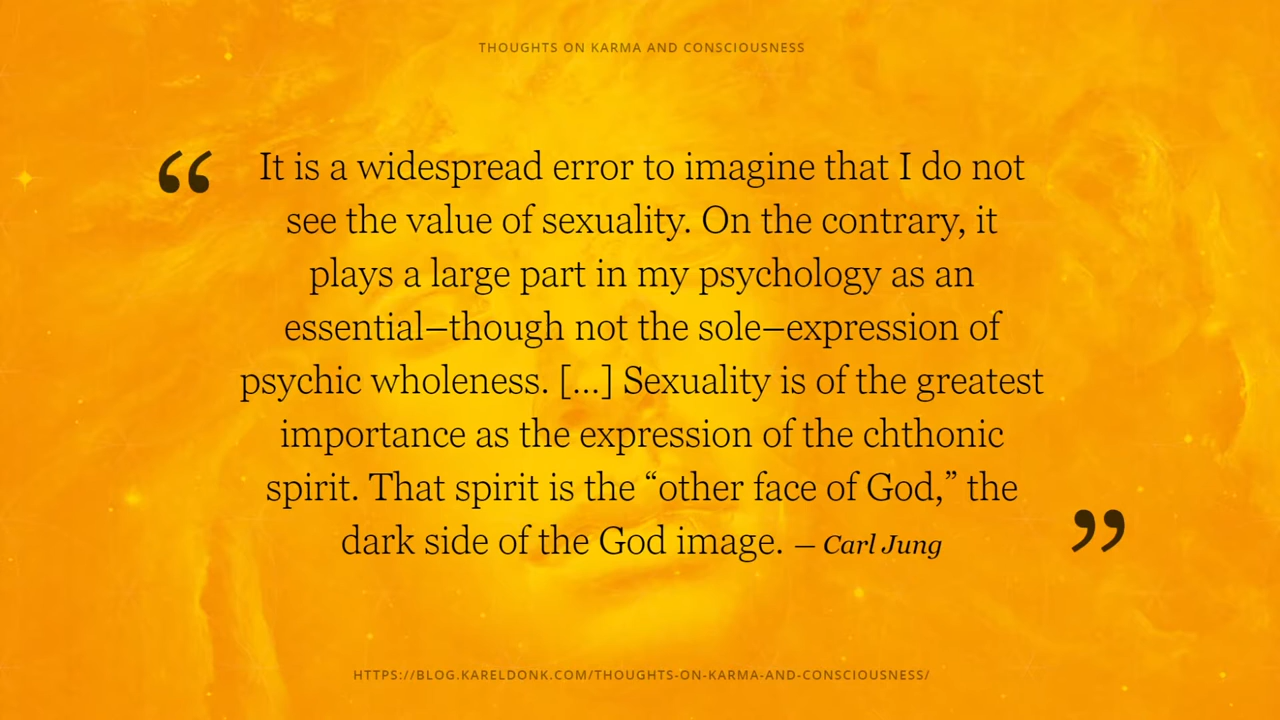 THOUGHTS ON KARMA AND CONSCIOUSNESS
“ It is a widespread error to imagine that I do not
see the value of sexuality. On the contrary, it
plays a large part in my psychology as an
essential–though not the sole–expression of
psychic wholeness. [...] Sexuality is of the greatest
importance as the expression of the chthonic
spirit. That spirit is the “other face of God,” the
dark side of the God image. — Carl Jung ”
HTTPS://BLOG.KARELDONK.COM/THOUGHTS-ON-KARMA-AND-CONSCIOUSNESS/